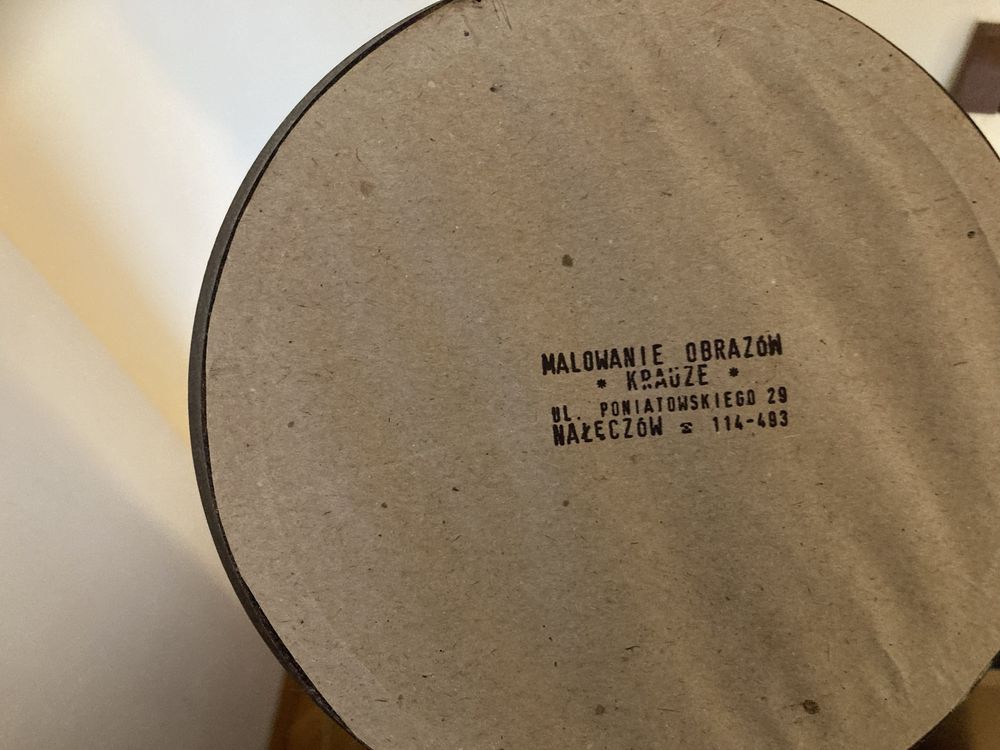 MALOWANIE OBRAZÓW
* KRAUZE *
UL. PONIATOWSKIEGO 29
NAŁĘCZÓW ☎ 114-493